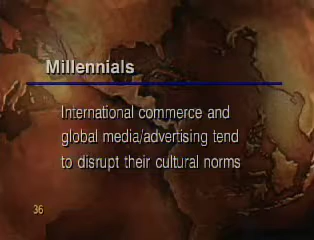 Millennials
International commerce and
global media/advertising tend
to disrupt their cultural norms
36